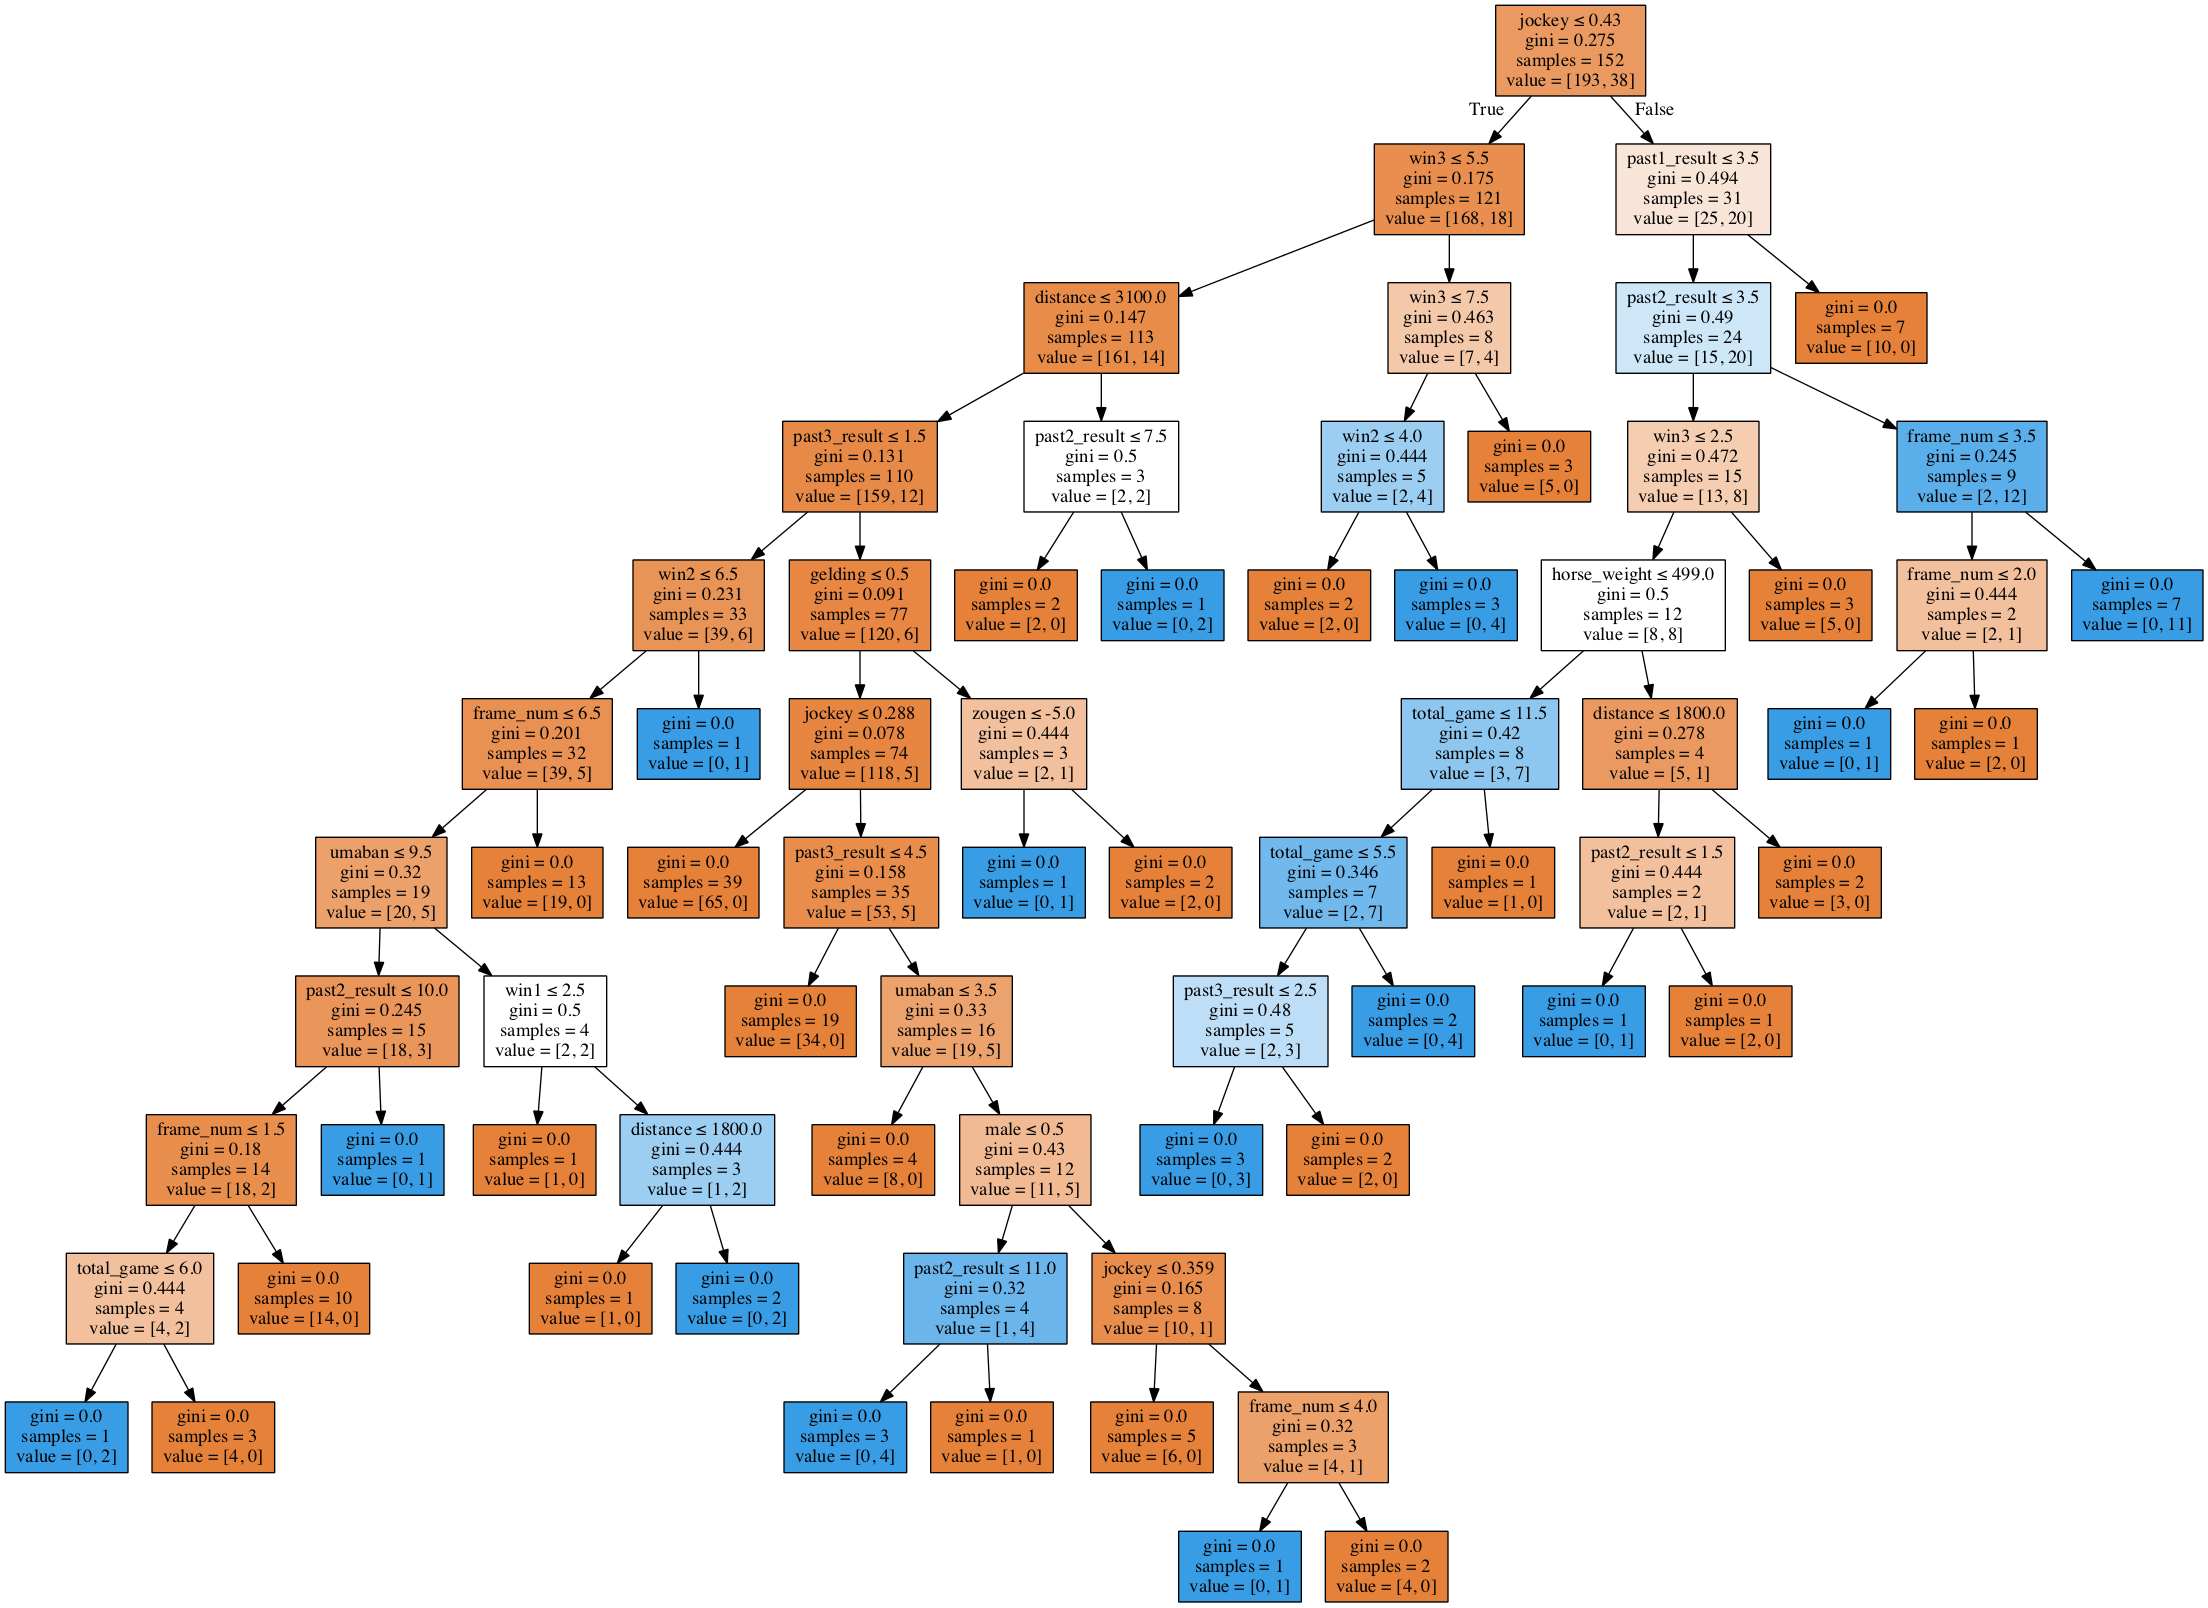 jockey ≤ 0.43
gini = 0.275
samples = 152
value = [193, 38]
True
False
win3 ≤ 5.5
gini = 0.175
samples = 121
value = [168, 18]
past1_result ≤ 3.5
gini = 0.494
samples = 31
value = [25, 20]
distance ≤ 3100.0
gini = 0.147
samples = 113
value = [161, 14]
win3 ≤ 7.5
gini = 0.463
samples = 8
value = [7, 4]
past2_result ≤ 3.5
gini = 0.49
samples = 24
value = [15, 20]
gini = 0.0
samples = 7
value = [10, 0]
past3_result ≤ 1.5
gini = 0.131
samples = 110
value = [159, 12]
past2_result ≤ 7.5
gini = 0.5
samples = 3
value = [2, 2]
win2 ≤ 4.0
gini = 0.444
samples = 5
value = [2, 4]
gini = 0.0
samples = 3
value = [5, 0]
win3 ≤ 2.5
gini = 0.472
samples = 15
value = [13, 8]
frame_num ≤ 3.5
gini = 0.245
samples = 9
value = [2, 12]
win2 ≤ 6.5
gini = 0.231
samples = 33
value = [39, 6]
gelding ≤ 0.5
gini = 0.091
samples = 77
value = [120, 6]
gini = 0.0
samples = 2
value = [2, 0]
gini = 0.0
samples = 1
value = [0, 2]
gini = 0.0
samples = 2
value = [2, 0]
gini = 0.0
samples = 3
value = [0, 4]
horse_weight ≤ 499.0
gini = 0.5
samples = 12
value = [8, 8]
gini = 0.0
samples = 3
value = [5, 0]
frame_num ≤ 2.0
gini = 0.444
samples = 2
value = [2, 1]
gini = 0.0
samples = 7
value = [0, 11]
frame_num ≤ 6.5
gini = 0.201
samples = 32
value = [39, 5]
gini = 0.0
samples = 1
value = [0, 1]
jockey ≤ 0.288
gini = 0.078
samples = 74
value = [118, 5]
zougen ≤ -5.0
gini = 0.444
samples = 3
value = [2, 1]
total_game ≤ 11.5
gini = 0.42
samples = 8
value = [3, 7]
distance ≤ 1800.0
gini = 0.278
samples = 4
value = [5, 1]
gini = 0.0
samples = 1
value = [0, 1]
gini = 0.0
samples = 1
value = [2, 0]
umaban ≤ 9.5
gini = 0.32
samples = 19
value = [20, 5]
gini = 0.0
samples = 13
value = [19, 0]
gini = 0.0
samples = 39
value = [65, 0]
past3_result ≤ 4.5
gini = 0.158
samples = 35
value = [53, 5]
gini = 0.0
samples = 1
value = [0, 1]
gini = 0.0
samples = 2
value = [2, 0]
total_game ≤ 5.5
gini = 0.346
samples = 7
value = [2, 7]
gini = 0.0
samples = 1
value = [1, 0]
past2_result ≤ 1.5
gini = 0.444
samples = 2
value = [2, 1]
gini = 0.0
samples = 2
value = [3, 0]
past2_result ≤ 10.0
gini = 0.245
samples = 15
value = [18, 3]
win1 ≤ 2.5
gini = 0.5
samples = 4
value = [2, 2]
gini = 0.0
samples = 19
value = [34, 0]
umaban ≤ 3.5
gini = 0.33
samples = 16
value = [19, 5]
past3_result ≤ 2.5
gini = 0.48
samples = 5
value = [2, 3]
gini = 0.0
samples = 2
value = [0, 4]
gini = 0.0
samples = 1
value = [0, 1]
gini = 0.0
samples = 1
value = [2, 0]
frame_num ≤ 1.5
gini = 0.18
samples = 14
value = [18, 2]
gini = 0.0
samples = 1
value = [0, 1]
gini = 0.0
samples = 1
value = [1, 0]
distance ≤ 1800.0
gini = 0.444
samples = 3
value = [1, 2]
gini = 0.0
samples = 4
value = [8, 0]
male ≤ 0.5
gini = 0.43
samples = 12
value = [11, 5]
gini = 0.0
samples = 3
value = [0, 3]
gini = 0.0
samples = 2
value = [2, 0]
total_game ≤ 6.0
gini = 0.444
samples = 4
value = [4, 2]
gini = 0.0
samples = 10
value = [14, 0]
gini = 0.0
samples = 1
value = [1, 0]
gini = 0.0
samples = 2
value = [0, 2]
past2_result ≤ 11.0
gini = 0.32
samples = 4
value = [1, 4]
jockey ≤ 0.359
gini = 0.165
samples = 8
value = [10, 1]
gini = 0.0
samples = 1
value = [0, 2]
gini = 0.0
samples = 3
value = [4, 0]
gini = 0.0
samples = 3
value = [0, 4]
gini = 0.0
samples = 1
value = [1, 0]
gini = 0.0
samples = 5
value = [6, 0]
frame_num ≤ 4.0
gini = 0.32
samples = 3
value = [4, 1]
gini = 0.0
samples = 1
value = [0, 1]
gini = 0.0
samples = 2
value = [4, 0]